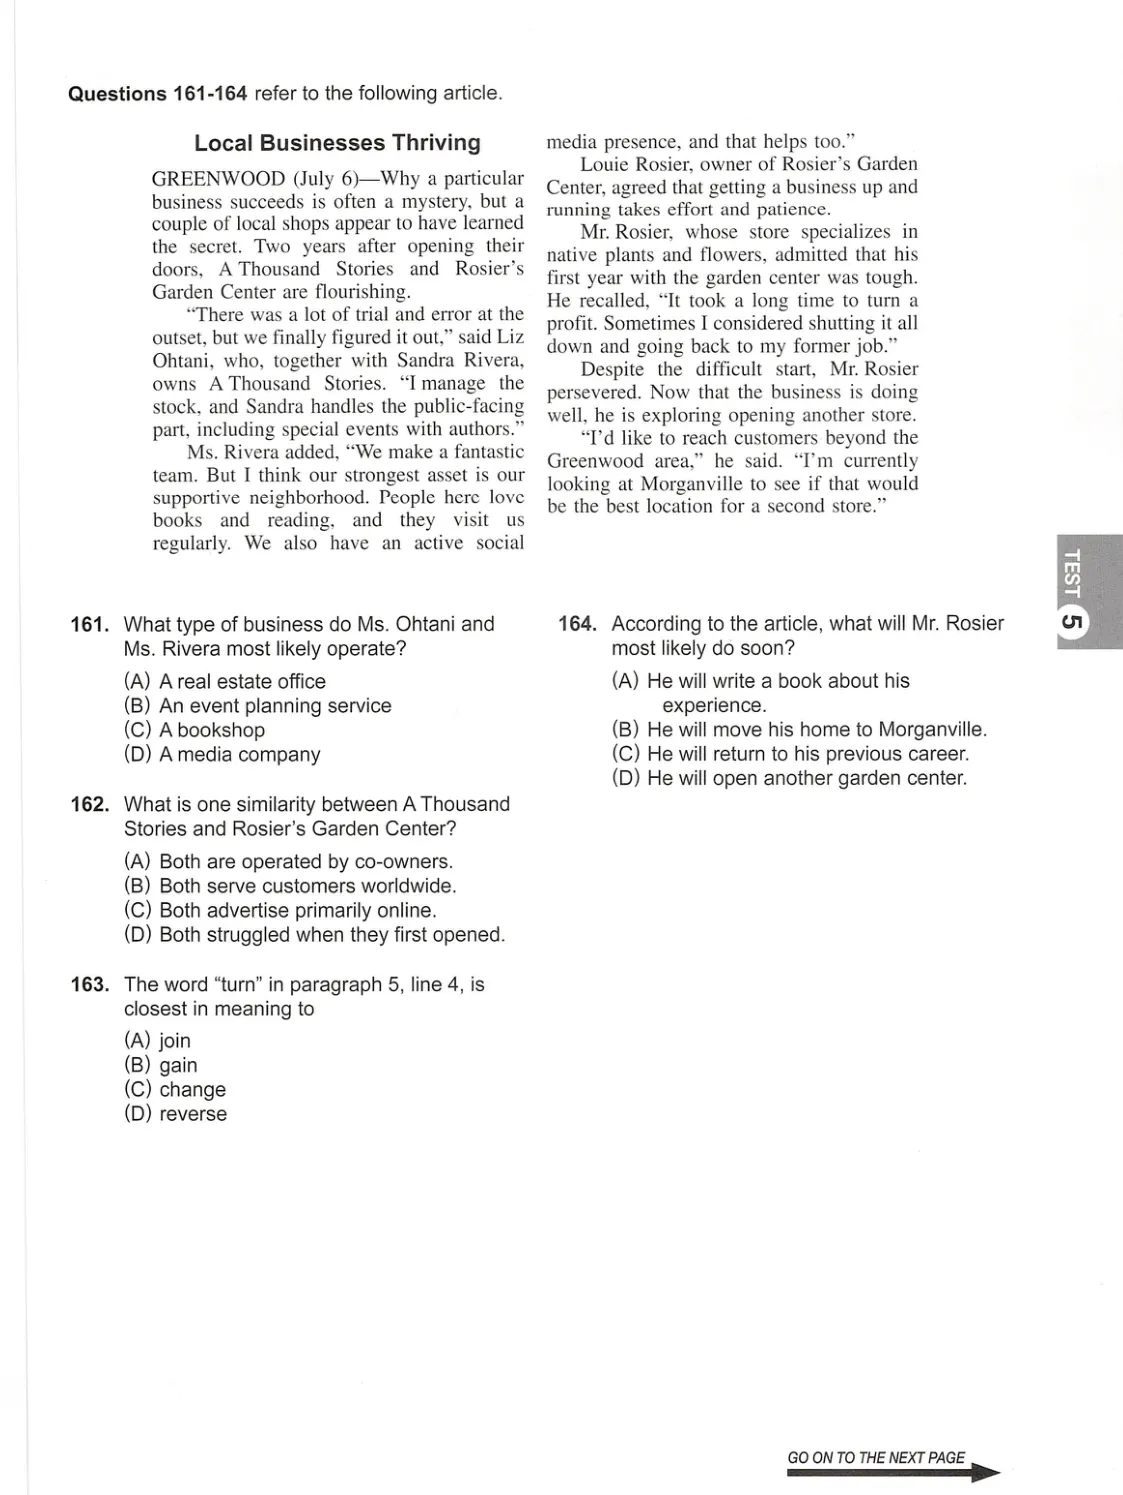 Questions 161-164 refer to the following article.
Local Businesses Thriving
GREENWOOD (July 6)—Why a particular
business succeeds is often a mystery, but a
couple of local shops appear to have learned
the secret. Two years after opening their
doors, A Thousand Stories and Rosier's
Garden Center are flourishing.
"There was a lot of trial and error at the
outset, but we finally figured it out," said Liz
Ohtani, who, together with Sandra Rivera,
owns A Thousand Stories. "I manage the
stock, and Sandra handles the public-facing
part, including special events with authors."
Ms. Rivera added, "We make a fantastic
team. But I think our strongest asset is our
supportive neighborhood. People here love
books and reading, and they visit us
regularly. We also have an active social
media presence, and that helps too."
Louie Rosier, owner of Rosier's Garden
Center, agreed that getting a business up and
running takes effort and patience.
Mr. Rosier, whose store specializes in
native plants and flowers, admitted that his
first year with the garden center was tough.
He recalled, "It took a long time to turn a
profit. Sometimes I considered shutting it all
down and going back to my former job."
Despite the difficult start, Mr. Rosier
persevered. Now that the business is doing
well, he is exploring opening another store.
"I'd like to reach customers beyond the
Greenwood area," he said. "I'm currently
looking at Morganville to see if that would
be the best location for a second store."
161. What type of business do Ms. Ohtani and
Ms. Rivera most likely operate?
(A) A real estate office
(B) An event planning service
(C) A bookshop
(D) A media company
162. What is one similarity between A Thousand
Stories and Rosier's Garden Center?
(A) Both are operated by co-owners.
(B) Both serve customers worldwide.
(C) Both advertise primarily online.
(D) Both struggled when they first opened.
163. The word "turn" in paragraph 5, line 4, is
closest in meaning to
(A) join
(B) gain
(C) change
(D) reverse
164. According to the article, what will Mr. Rosier
most likely do soon?
(A) He will write a book about his
experience.
(B) He will move his home to Morganville.
(C) He will return to his previous career.
(D) He will open another garden center.
TEST 5
GO ON TO THE NEXT PAGE